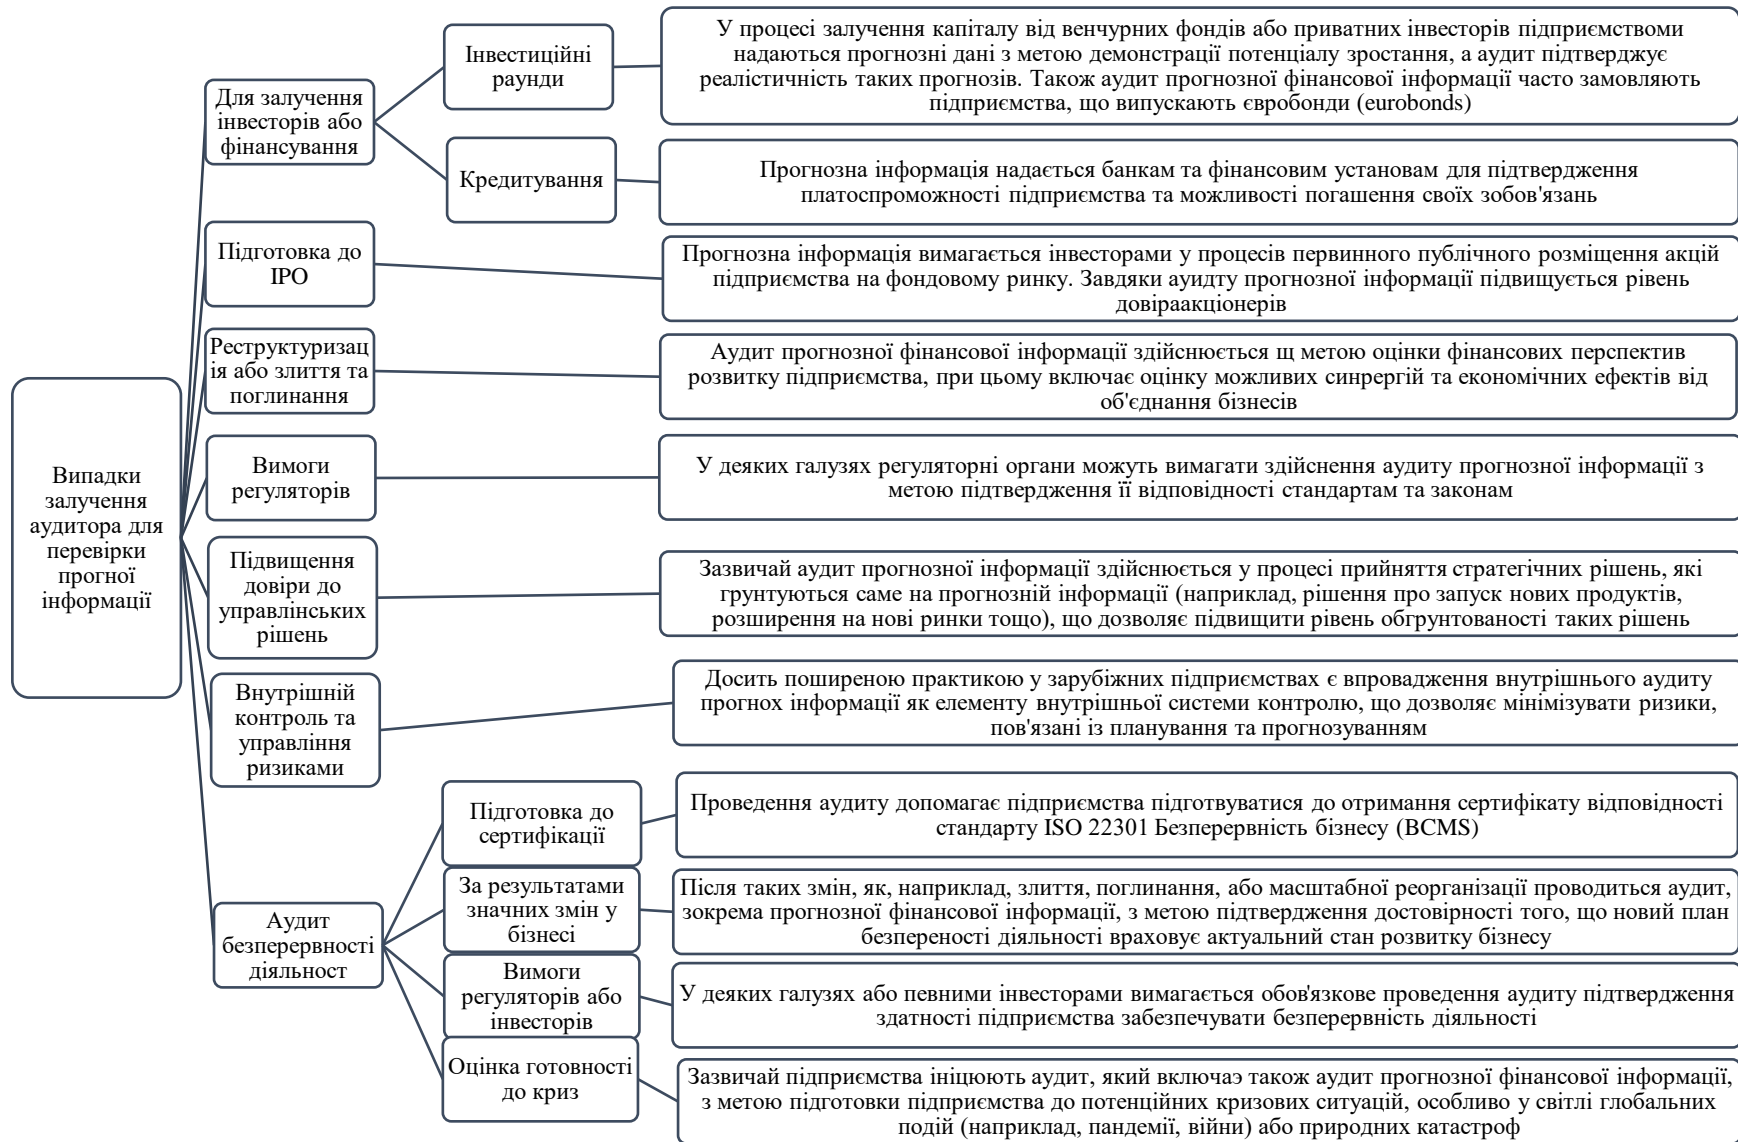 Випадки
залучення
аудитора для
перевірки
прогної
інформації
Для залучення
інвесторів або
фінансування
Інвестиційні
раунди
У процесі залучення капіталу від венчурних фондів або приватних інвесторів підприємствоми
надаються прогнозні дані з метою демонстрації потенціалу зростання, а аудит підтверджує
реалістичність таких прогнозів. Також аудит прогнозної фінансової інформації часто замовляють
підприємства, що випускають євробонди (eurobonds)
Кредитування
Прогнозна інформація надається банкам та фінансовим установам для підтвердження
платоспроможності підприємства та можливості погашення своїх зобов'язань
Підготовка до
IPO
Прогнозна інформація вимагається інвесторами у процесів первинного публічного розміщення акцій
підприємства на фондовому ринку. Завдяки ауидту прогнозної інформації підвищується рівень
довіраакціонерів
Реструктуризац
ія або злиття та
поглинання
Аудит прогнозної фінансової інформації здійснюється щ метою оцінки фінансових перспектив
розвитку підприємства, при цьому включає оцінку можливих синрергій та економічних ефектів від
об'єднання бізнесів
Вимоги
регуляторів
У деяких галузях регуляторні органи можуть вимагати здійснення аудиту прогнозної інформації з
метою підтвердження її відповідності стандартам та законам
Підвищення
довіри до
управлінських
рішень
Зазвичай аудит прогнозної інформації здійснюється у процесі прийняття стратегічних рішень, які
грунтуються саме на прогнозній інформації (наприклад, рішення про запуск нових продуктів,
розширення на нові ринки тощо), що дозволяє підвищити рівень обгрунтованості таких рішень
Внутрішній
контроль та
управління
ризиками
Досить поширеною практикою у зарубіжних підприємствах є впровадження внутрішнього аудиту
прогнох інформації як елементу внутрішньої системи контролю, що дозволяє мінімізувати ризики,
пов'язані із планування та прогнозуванням
Аудит
безперервності
діяльност
Підготовка до
сертифікації
Проведення аудиту допомагає підприємства підготвуватися до отримання сертифікату відповідності
стандарту ISO 22301 Безперервність бізнесу (BCMS)
За результатами
значних змін у
бізнесі
Після таких змін, як, наприклад, злиття, поглинання, або масштабної реорганізації проводиться аудит,
зокрема прогнозної фінансової інформації, з метою підтвердження достовірності того, що новий план
безпереності діяльності враховує актуальний стан розвитку бізнесу
Вимоги
регуляторів або
інвесторів
У деяких галузях або певними інвесторами вимагається обов'язкове проведення аудиту підтвердження
здатності підприємства забезпечувати безперервність діяльності
Оцінка готовності
до криз
Зазвичай підприємства ініцюють аудит, який включаэ також аудит прогнозної фінансової інформації,
з метою підготовки підприємства до потенційних кризових ситуацій, особливо у світлі глобальних
подій (наприклад, пандемії, війни) або природних катастроф